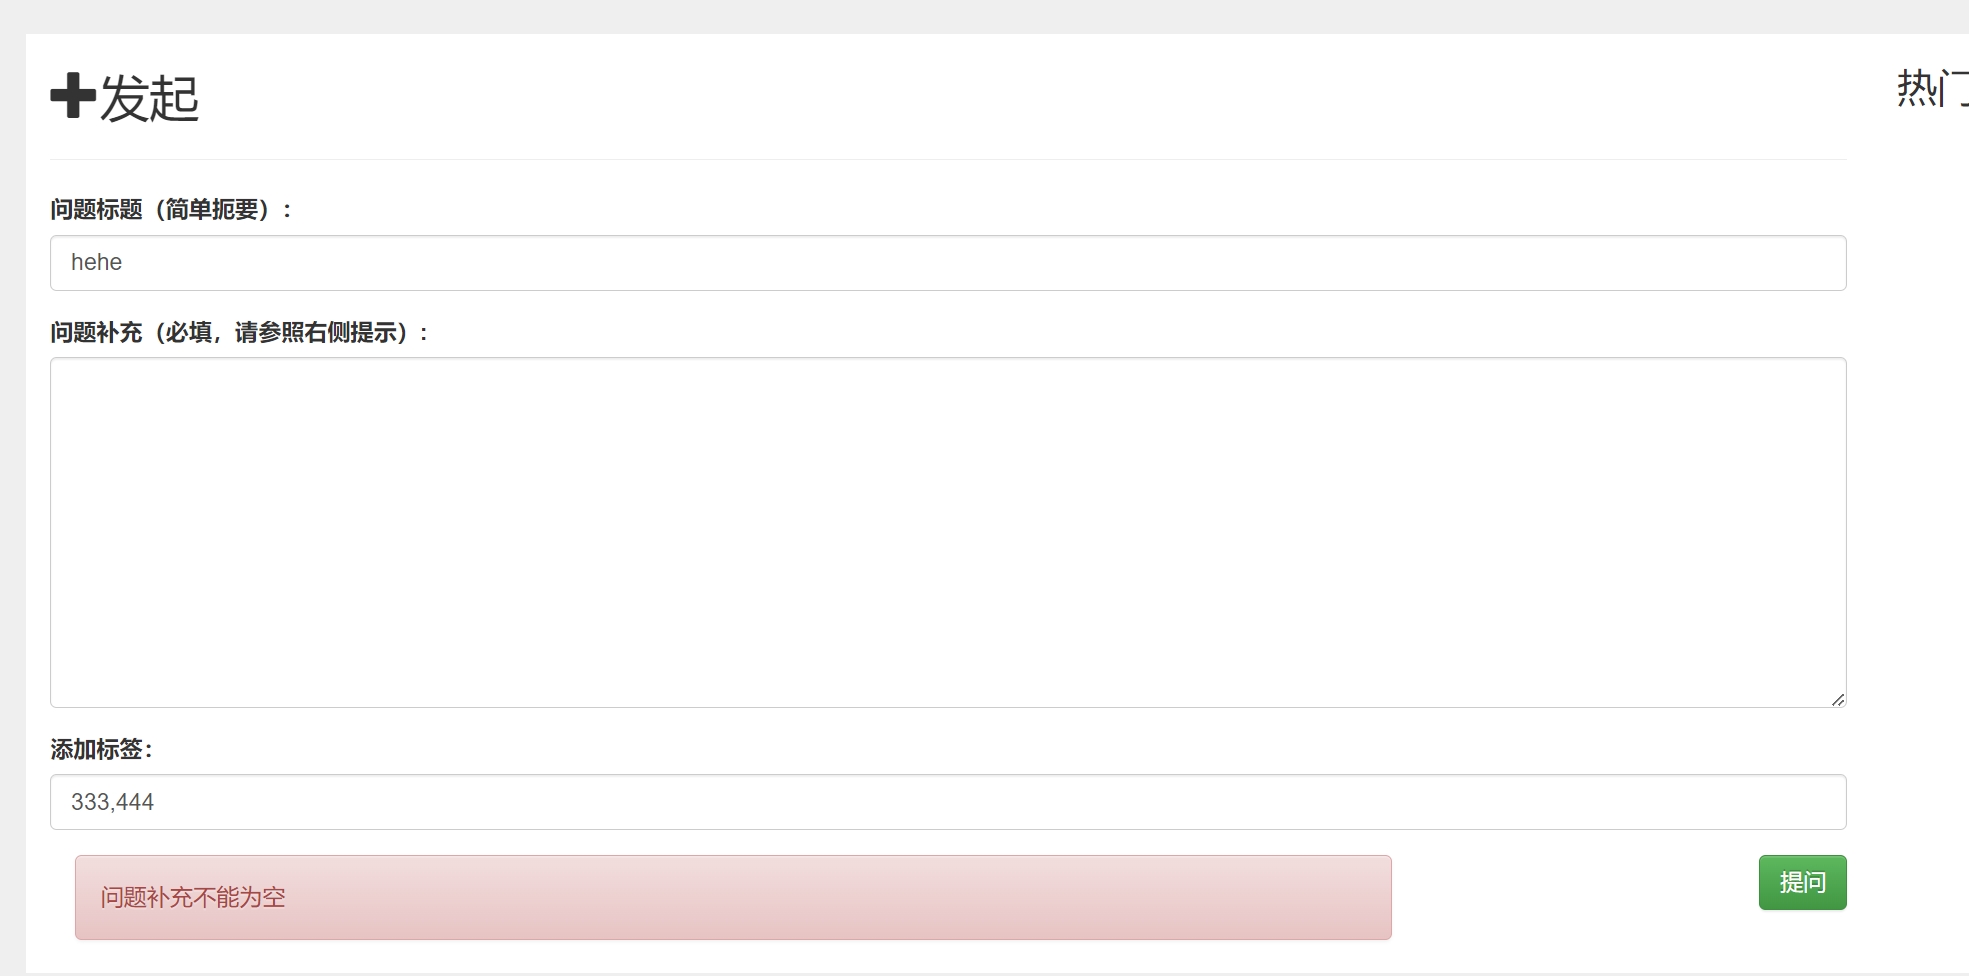 发起
热门
问题标题（简单扼要）：
hehe
问题补充（必填，请参照右侧提示）：
添加标签：
333,444
问题补充不能为空
提问